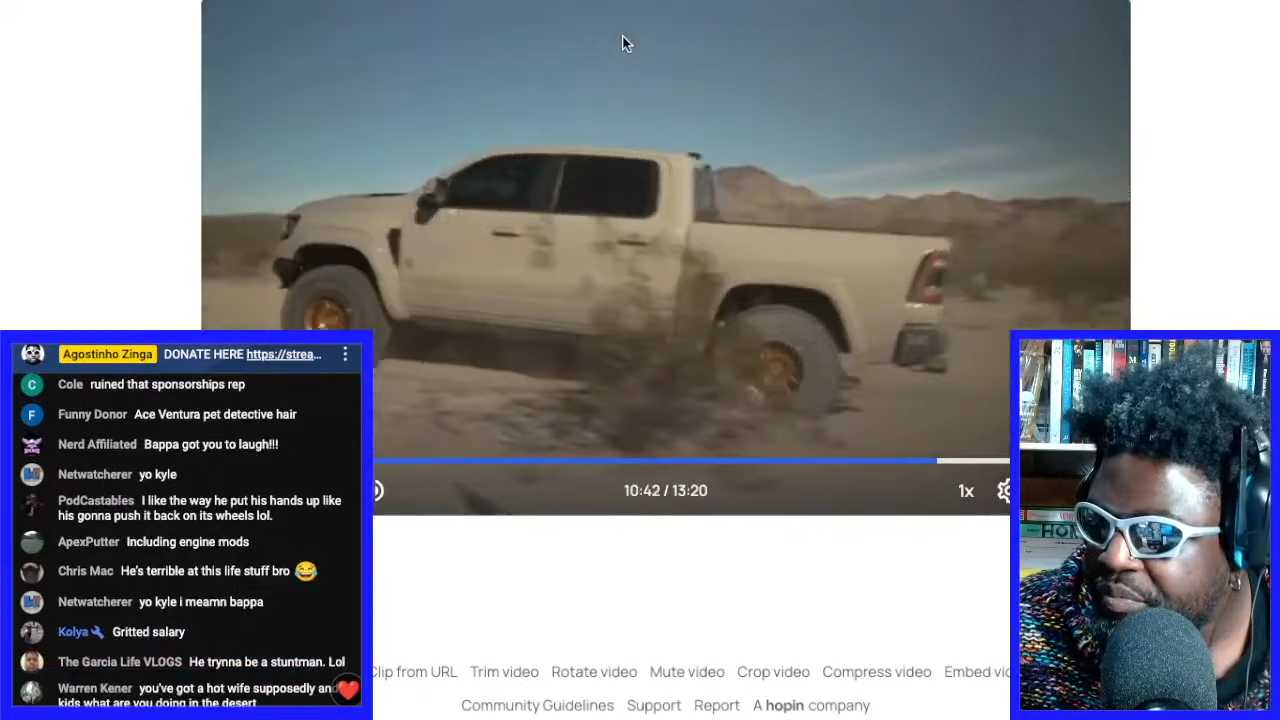 10:42 / 13:20
1x
Agostinho Zinga DONATE HERE https://strea...
Cole ruined that sponsorships rep
Funny Donor Ace Ventura pet detective hair
Nerd Affiliated Bappa got you to laugh!!!
Netwatcherer yo kyle
PodCastables I like the way he put his hands up like
his gonna push it back on its wheels lol.
ApexPutter Including engine mods
Chris Mac He's terrible at this life stuff bro 😂
Netwatcherer yo kyle i meamn bappa
Kolya Gritted salary
The Garcia Life VLOGS He trynna be a stuntman. Lol
Warren Kener you've got a hot wife supposedly and
kids what are you doing in the desert
Clip from URL Trim video Rotate video Mute video Crop video Compress video Embed
Community Guidelines Support Report A hopin company